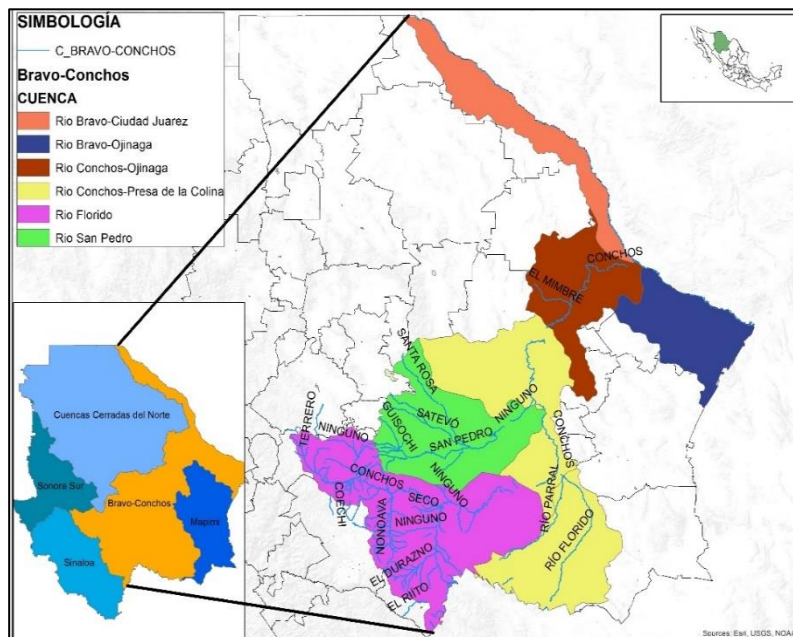 SIMBOLOGÍA
C_BRAVO-CONCHOS
Bravo-Conchos
CUENCA
Rio Bravo-Ciudad Juarez
Rio Bravo-Ojinaga
Rio Conchos-Ojinaga
Rio Conchos-Presa de la Colina
Rio Florido
Rio San Pedro
CONCHOS
EL MIMBRE
SANTA ROSA
NINGUNO
SATEVÓ
GUISOCHI
SAN PEDRO
CONCHOS
TERRERO
NINGUNO
NINGUNO
CONCHOS
SECO
COECHI
NONOAVA
NINGUNO
RÍO PARRAL
RÍO FLORIDO
EL DURAZNO
EL RIITO
Cuencas Cerradas del Norte
Sonora Sur
Bravo-Conchos
Mapimi
Sinaloa
Sources: Esri, USGS, NOAA